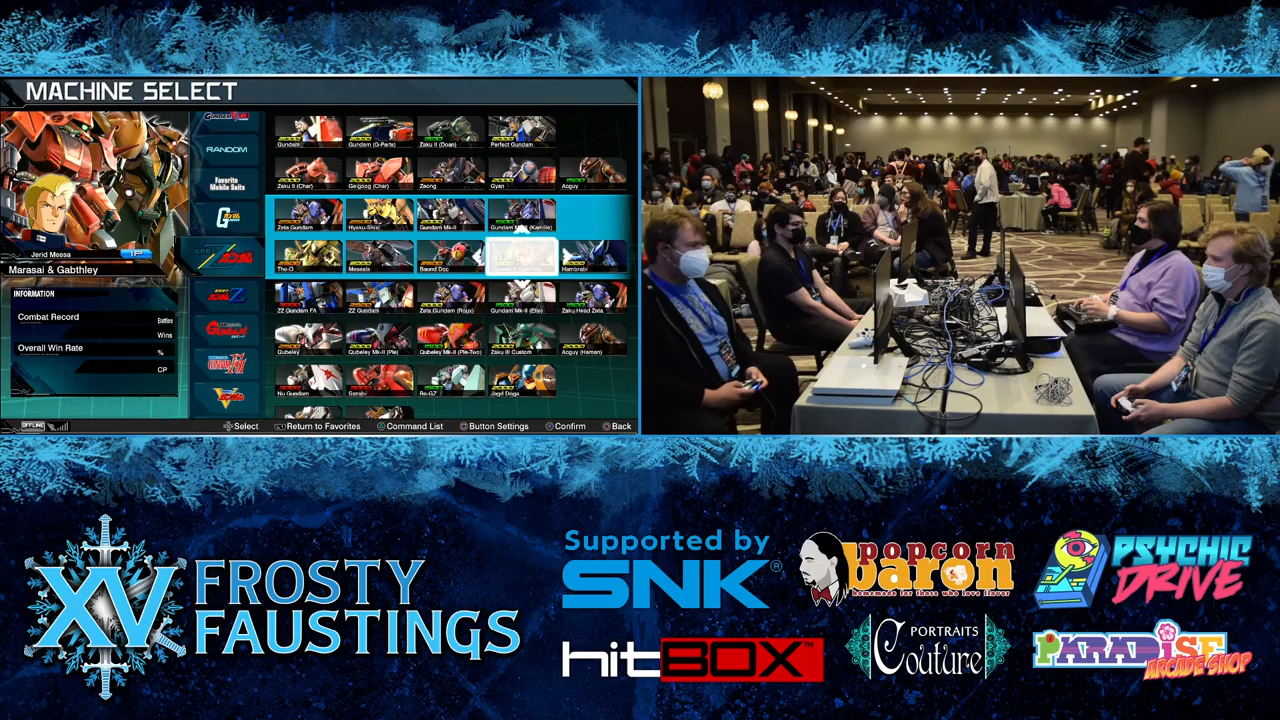 MACHINE SELECT
RANDOM
Favorite
Mobile Suits
Gundam
Gundam (G-Parts)
Zaku II (Doan)
Perfect Gundam
Zaku II (Char)
Gelgoog (Char)
Zeong
Gyan
Acguy
Zeta Gundam
Hyaku-Shiki
Gundam Mk-II
The-O
Messala
Baund Doc
Hambrabi
ZZ Gundam FA
ZZ Gundam
Zeta Gundam (Roux)
Gundam Mk-II (Elle)
Zaku-Head Zeta
Qubeley
Qubeley Mk-II (Ple)
Qubeley Mk-II (Ple-Two)
Zaku III Custom
Acguy (Haman)
Nu Gundam
Sazabi
Re-GZ
Jagd Doga
Jerid Messa
1P
Marasai & Gabthley
INFORMATION
Combat Record
Battles
Wins
Overall Win Rate
%
CP
OFFLINE
Select
Return to Favorites
Command List
Button Settings
Confirm
Back
XV
FROSTY
FAUSTINGS
Supported by
SNK®
popcorn
baron
homemade for those who love flavor
PSYCHIC
DRIVE
hitBOX™
PORTRAITS
Couture
PARADISE
ARCADE SHOP